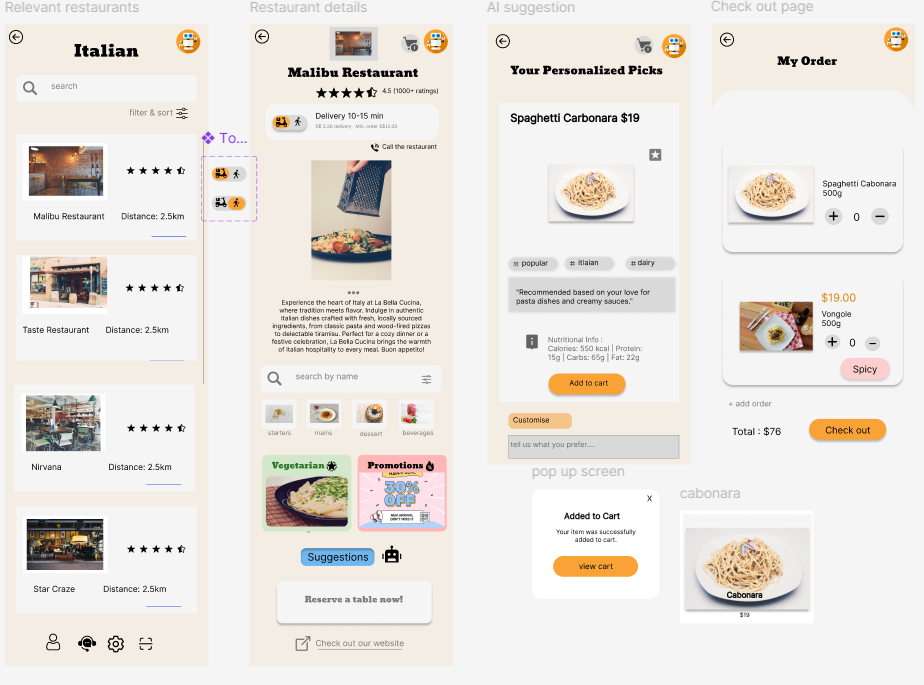 Relevant restaurants
Restaurant details
AI suggestion
Check out page
Italian
search
filter & sort
Malibu Restaurant
Distance: 2.5km
Taste Restaurant
Distance: 2.5km
Nirvana
Distance: 2.5km
Star Craze
Distance: 2.5km
To...
Malibu Restaurant
4.5 (1000+ ratings)
Delivery 10-15 min
Call the restaurant
Experience the heart of Italy at La Bella Cucina,
where tradition meets flavor. Indulge in authentic
Italian dishes crafted with fresh, locally sourced
ingredients, from classic pasta and wood-fired pizzas
to delectable tiramisu. Perfect for a cozy dinner or a
festive celebration, La Bella Cucina brings the warmth
of Italian hospitality to every meal. Buon appetito!
search by name
starters
mains
dessert
beverages
Vegetarian
Promotions
30%
OFF
Suggestions
Reserve a table now!
Check out our website
Your Personalized Picks
Spaghetti Carbonara $19
# popular
# itlaian
# dairy
"Recommended based on your love for
pasta dishes and creamy sauces."
Nutritional Info :
Calories: 550 kcal | Protein:
15g | Carbs: 65g | Fat: 22g
Add to cart
Customise
tell us what you prefer....
pop up screen
X
Added to Cart
Your item was successfully
added to cart.
view cart
cabonara
Cabonara
$19
My Order
Spaghetti Cabonara
500g
+ 0 −
$19.00
Vongole
500g
+ 0 −
Spicy
+ add order
Total : $76
Check out